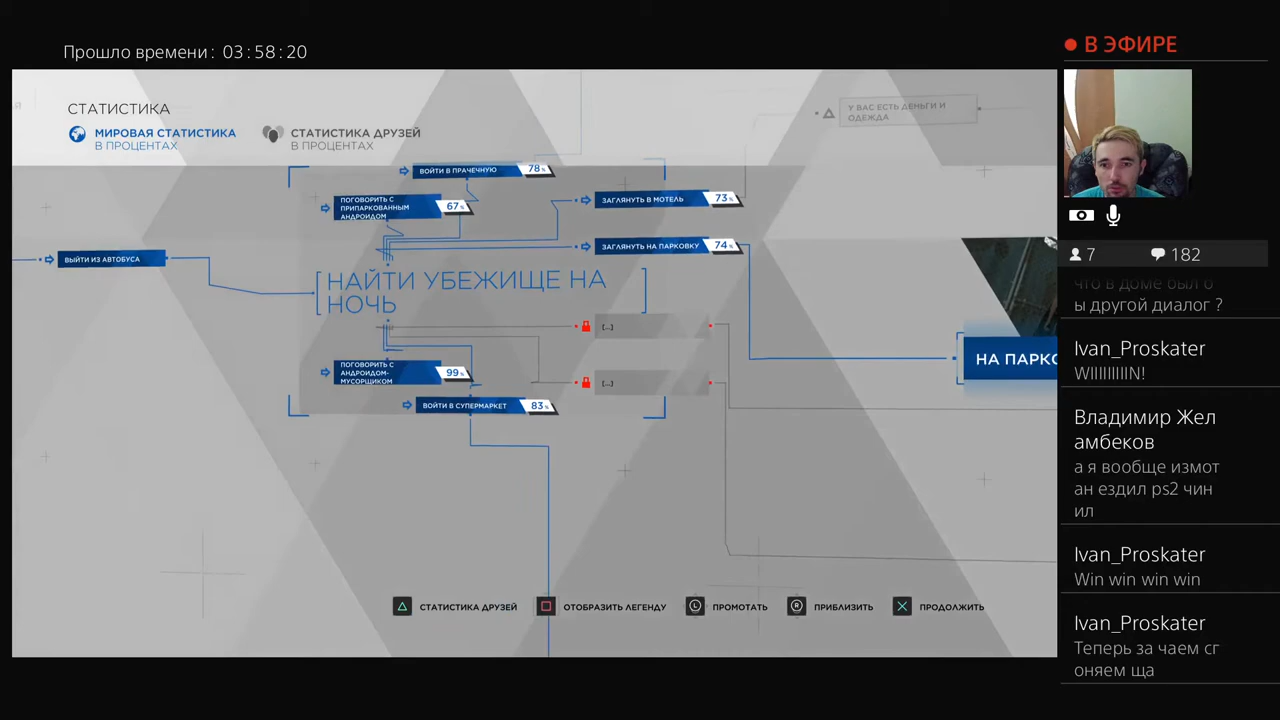 Прошло времени: 03:58:20
В ЭФИРЕ
СТАТИСТИКА
МИРОВАЯ СТАТИСТИКА
В ПРОЦЕНТАХ
СТАТИСТИКА ДРУЗЕЙ
В ПРОЦЕНТАХ
У ВАС ЕСТЬ ДЕНЬГИ И
ОДЕЖДА
ВОЙТИ В ПРАЧЕЧНУЮ 78%
ПОГОВОРИТЬ С
ПРИПАРКОВАННЫМ
АНДРОИДОМ
67%
ЗАГЛЯНУТЬ В МОТЕЛЬ 73%
ЗАГЛЯНУТЬ НА ПАРКОВКУ 74%
ВЫЙТИ ИЗ АВТОБУСА
НАЙТИ УБЕЖИЩЕ НА
НОЧЬ
[...]
[...]
ПОГОВОРИТЬ С
АНДРОИДОМ-
МУСОРЩИКОМ
99%
ВОЙТИ В СУПЕРМАРКЕТ 83%
НА ПАРКО
СТАТИСТИКА ДРУЗЕЙ
ОТОБРАЗИТЬ ЛЕГЕНДУ
L ПРОМОТАТЬ
R ПРИБЛИЗИТЬ
ПРОДОЛЖИТЬ
7 182
что в доме был о
ы другой диалог ?
Ivan_Proskater
WIIIIIIIIN!
Владимир Жел
амбеков
а я вообще измот
ан ездил ps2 чин
ил
Ivan_Proskater
Win win win win
Ivan_Proskater
Теперь за чаем сг
оняем ща